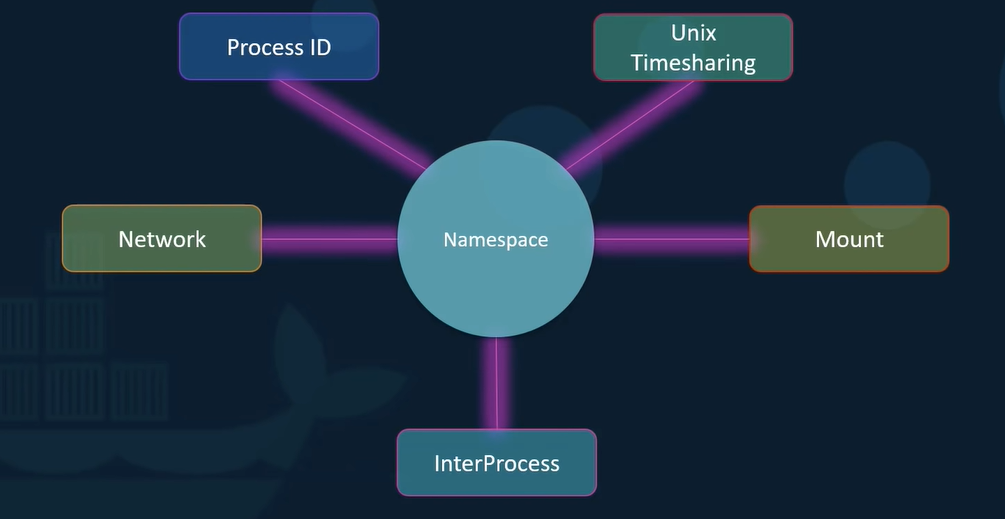 Process ID
Unix
Timesharing
Network
Namespace
Mount
InterProcess